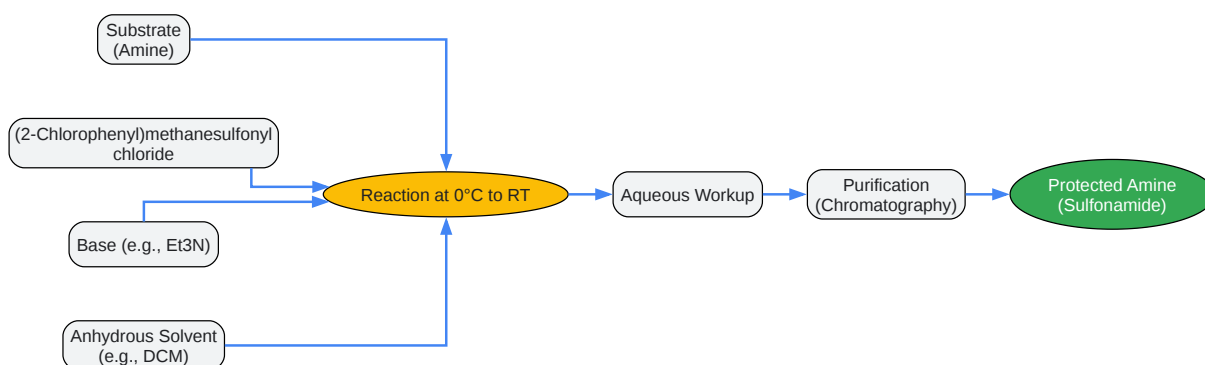 Substrate
(Amine)
(2-Chlorophenyl)methanesulfonyl
chloride
Base (e.g., Et3N)
Anhydrous Solvent
(e.g., DCM)
Reaction at 0°C to RT
Aqueous Workup
Purification
(Chromatography)
Protected Amine
(Sulfonamide)